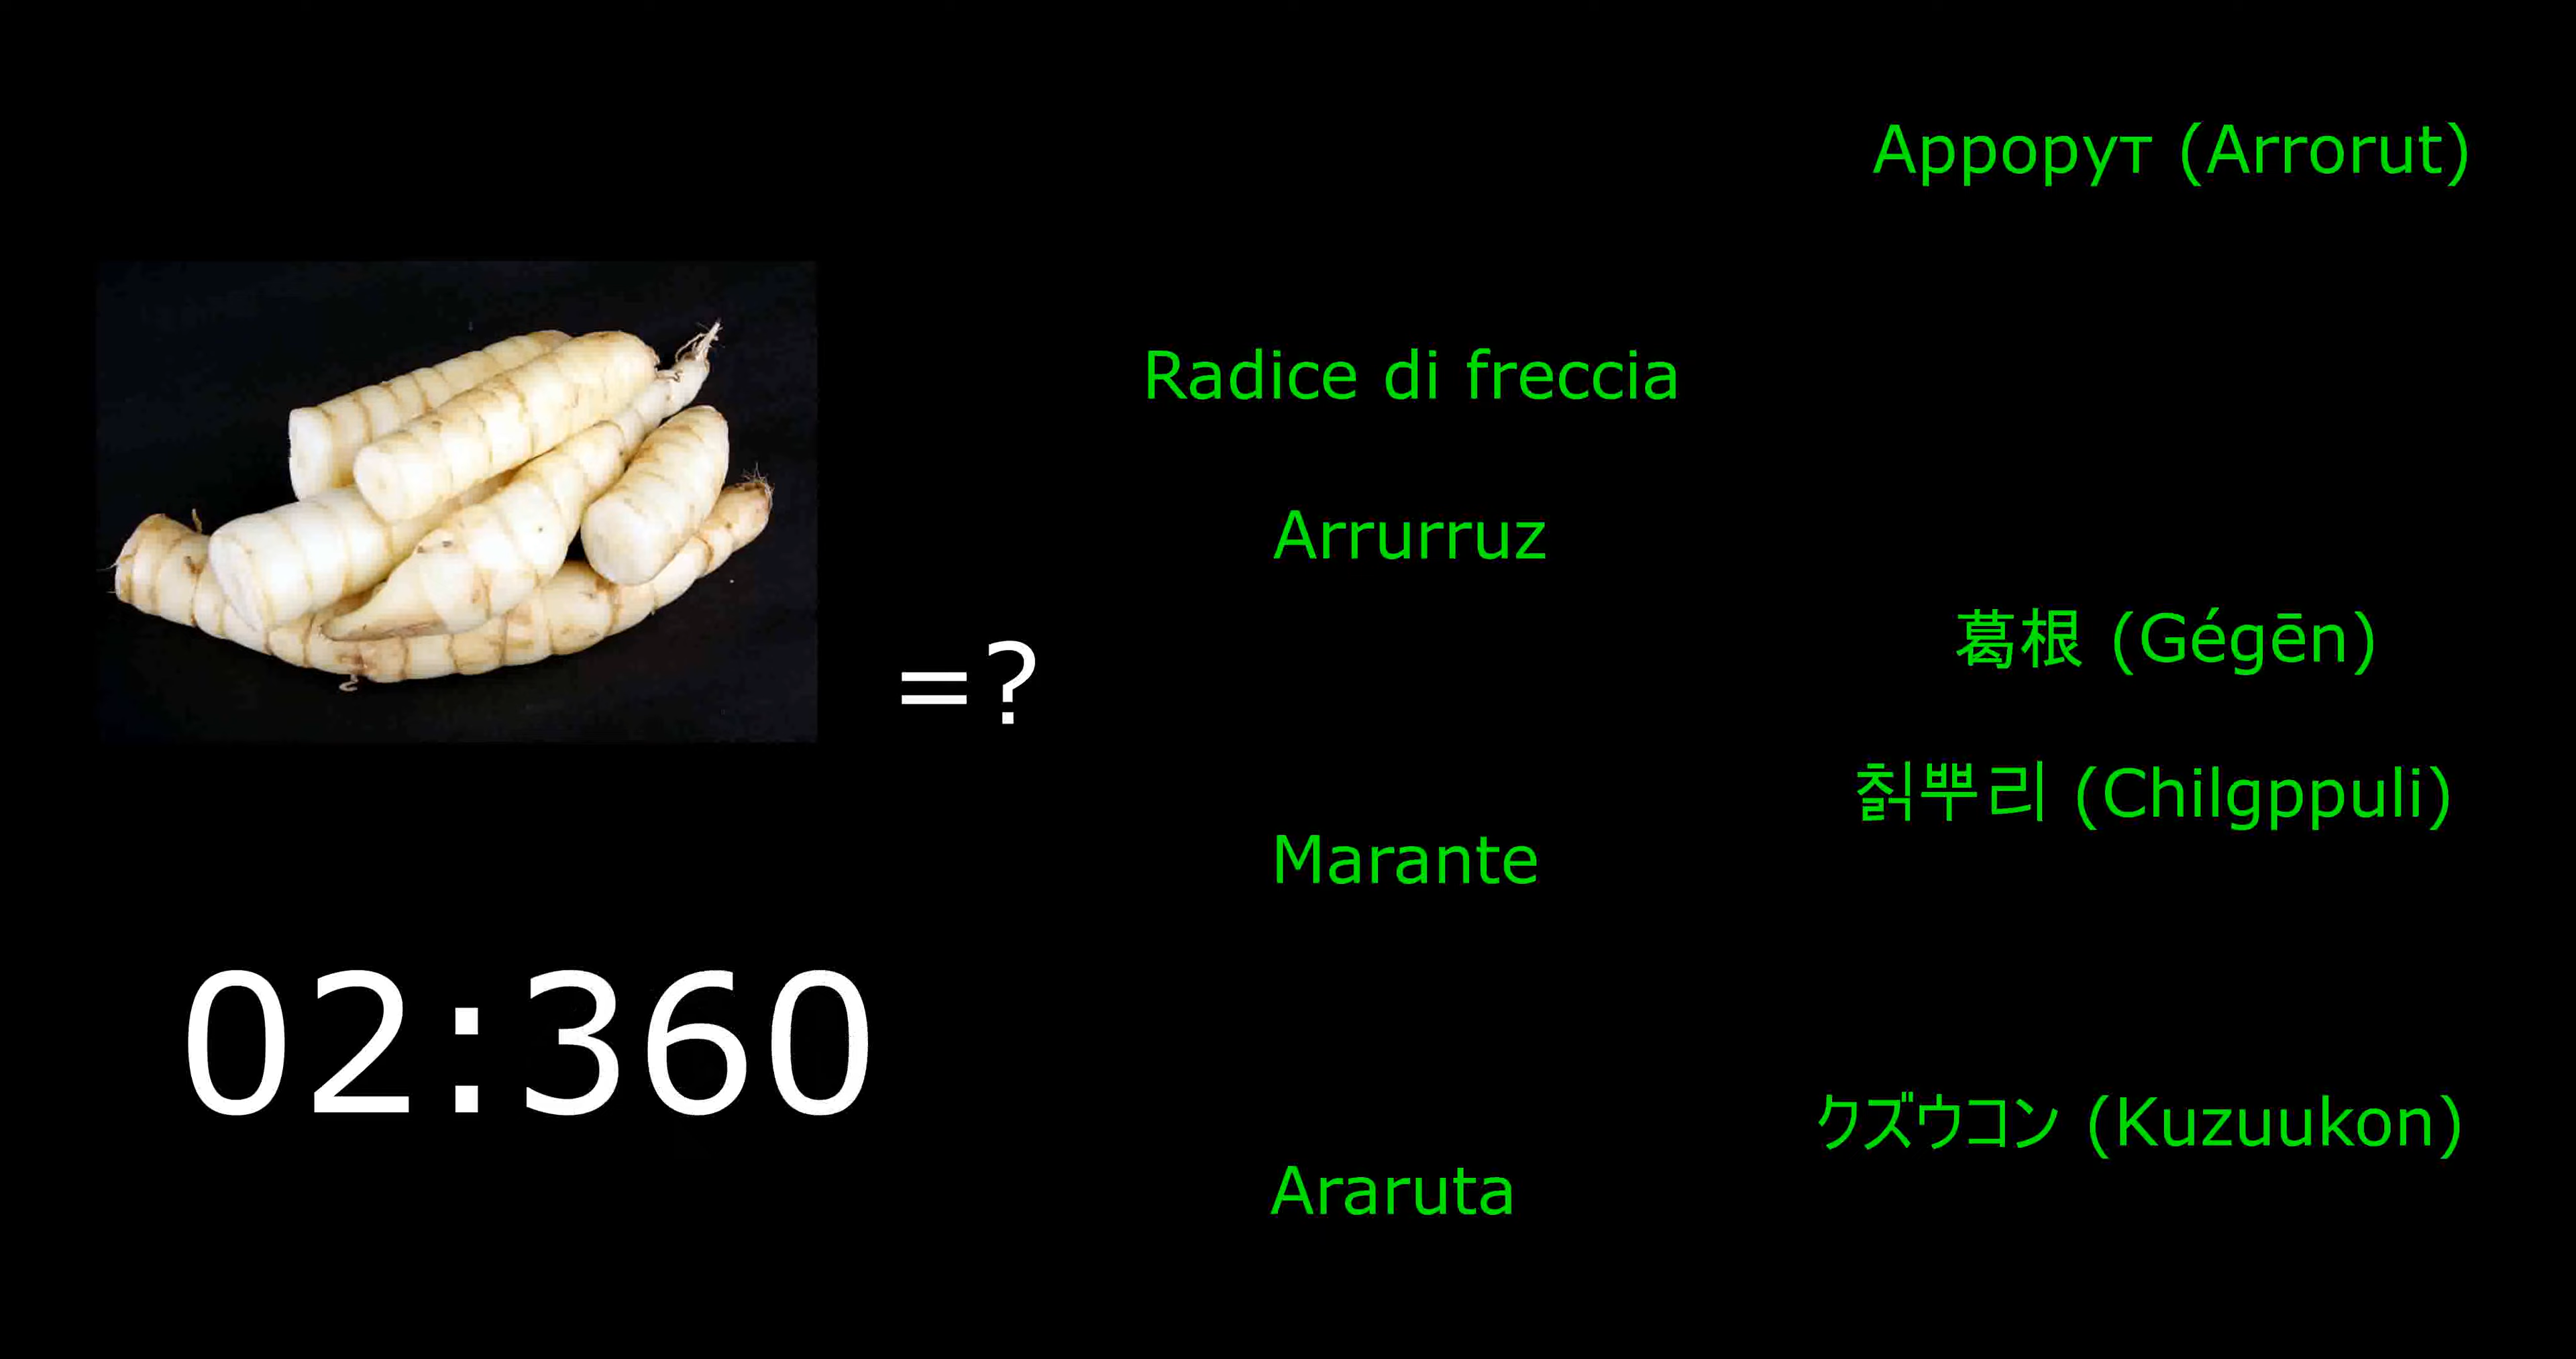 Аррорут (Arrorut)
Radice di freccia
Arrurruz
葛根 (Gégēn)
=?
칡뿌리 (Chilgppuli)
Marante
02:360
クズウコン (Kuzuukon)
Araruta